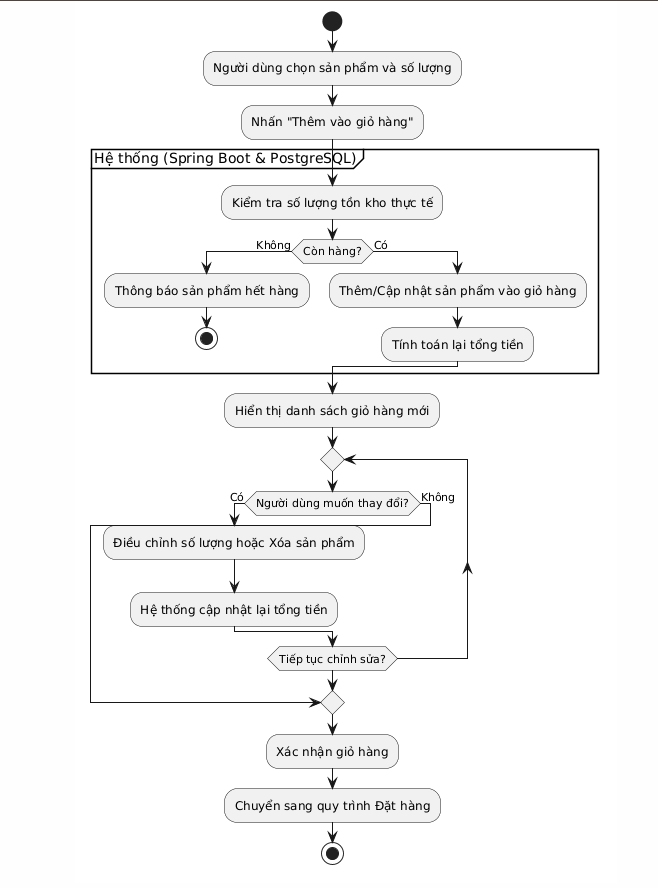 Người dùng chọn sản phẩm và số lượng
Nhấn "Thêm vào giỏ hàng"
Hệ thống (Spring Boot & PostgreSQL)
Kiểm tra số lượng tồn kho thực tế
Không
Còn hàng?
Có
Thông báo sản phẩm hết hàng
Thêm/Cập nhật sản phẩm vào giỏ hàng
Tính toán lại tổng tiền
Hiển thị danh sách giỏ hàng mới
Có
Người dùng muốn thay đổi?
Không
Điều chỉnh số lượng hoặc Xóa sản phẩm
Hệ thống cập nhật lại tổng tiền
Tiếp tục chỉnh sửa?
Xác nhận giỏ hàng
Chuyển sang quy trình Đặt hàng